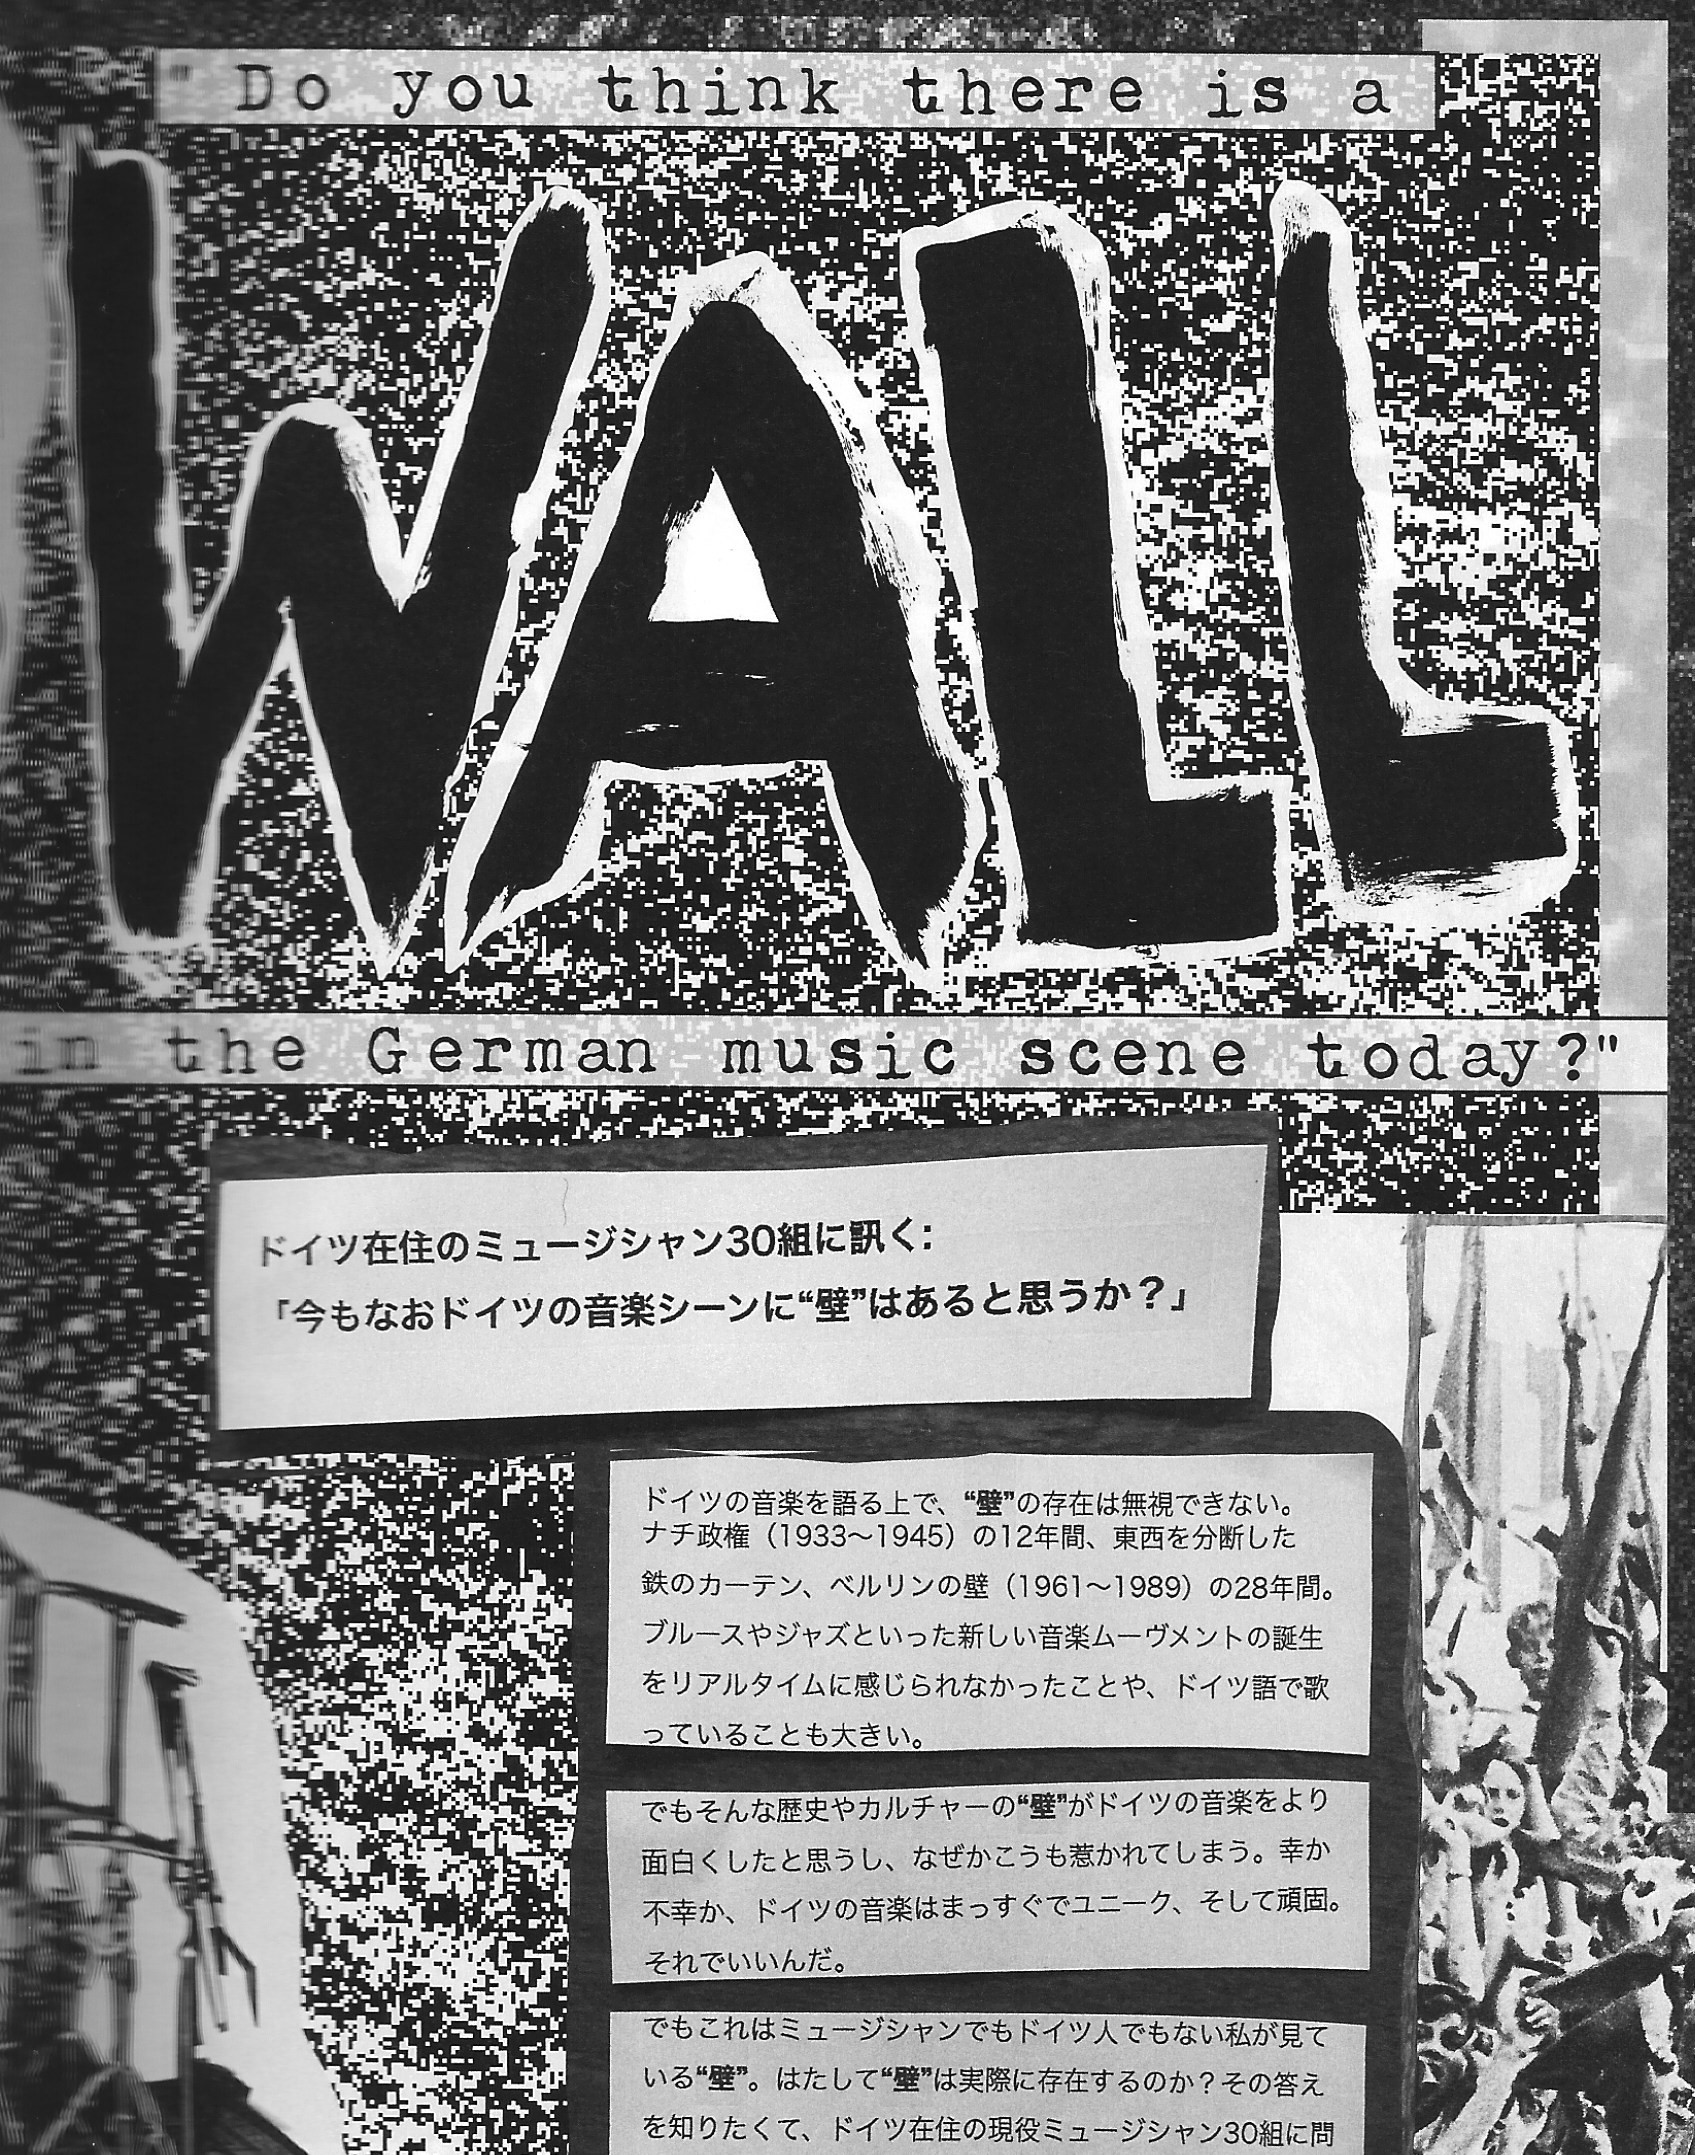 "Do you think there is a
WALL
in the German music scene today?"
ドイツ在住のミュージシャン30組に訊く:
「今もなおドイツの音楽シーンに“壁”はあると思うか？」
ドイツの音楽を語る上で、“壁”の存在は無視できない。
ナチ政権（1933〜1945）の12年間、東西を分断した
鉄のカーテン、ベルリンの壁（1961〜1989）の28年間。
ブルースやジャズといった新しい音楽ムーヴメントの誕生
をリアルタイムに感じられなかったことや、ドイツ語で歌
っていることも大きい。
でもそんな歴史やカルチャーの“壁”がドイツの音楽をより
面白くしたと思うし、なぜかこうも惹かれてしまう。幸か
不幸か、ドイツの音楽はまっすぐでユニーク、そして頑固。
それでいいんだ。
でもこれはミュージシャンでもドイツ人でもない私が見て
いる“壁”。はたして“壁”は実際に存在するのか？その答え
を知りたくて、ドイツ在住の現役ミュージシャン30組に問